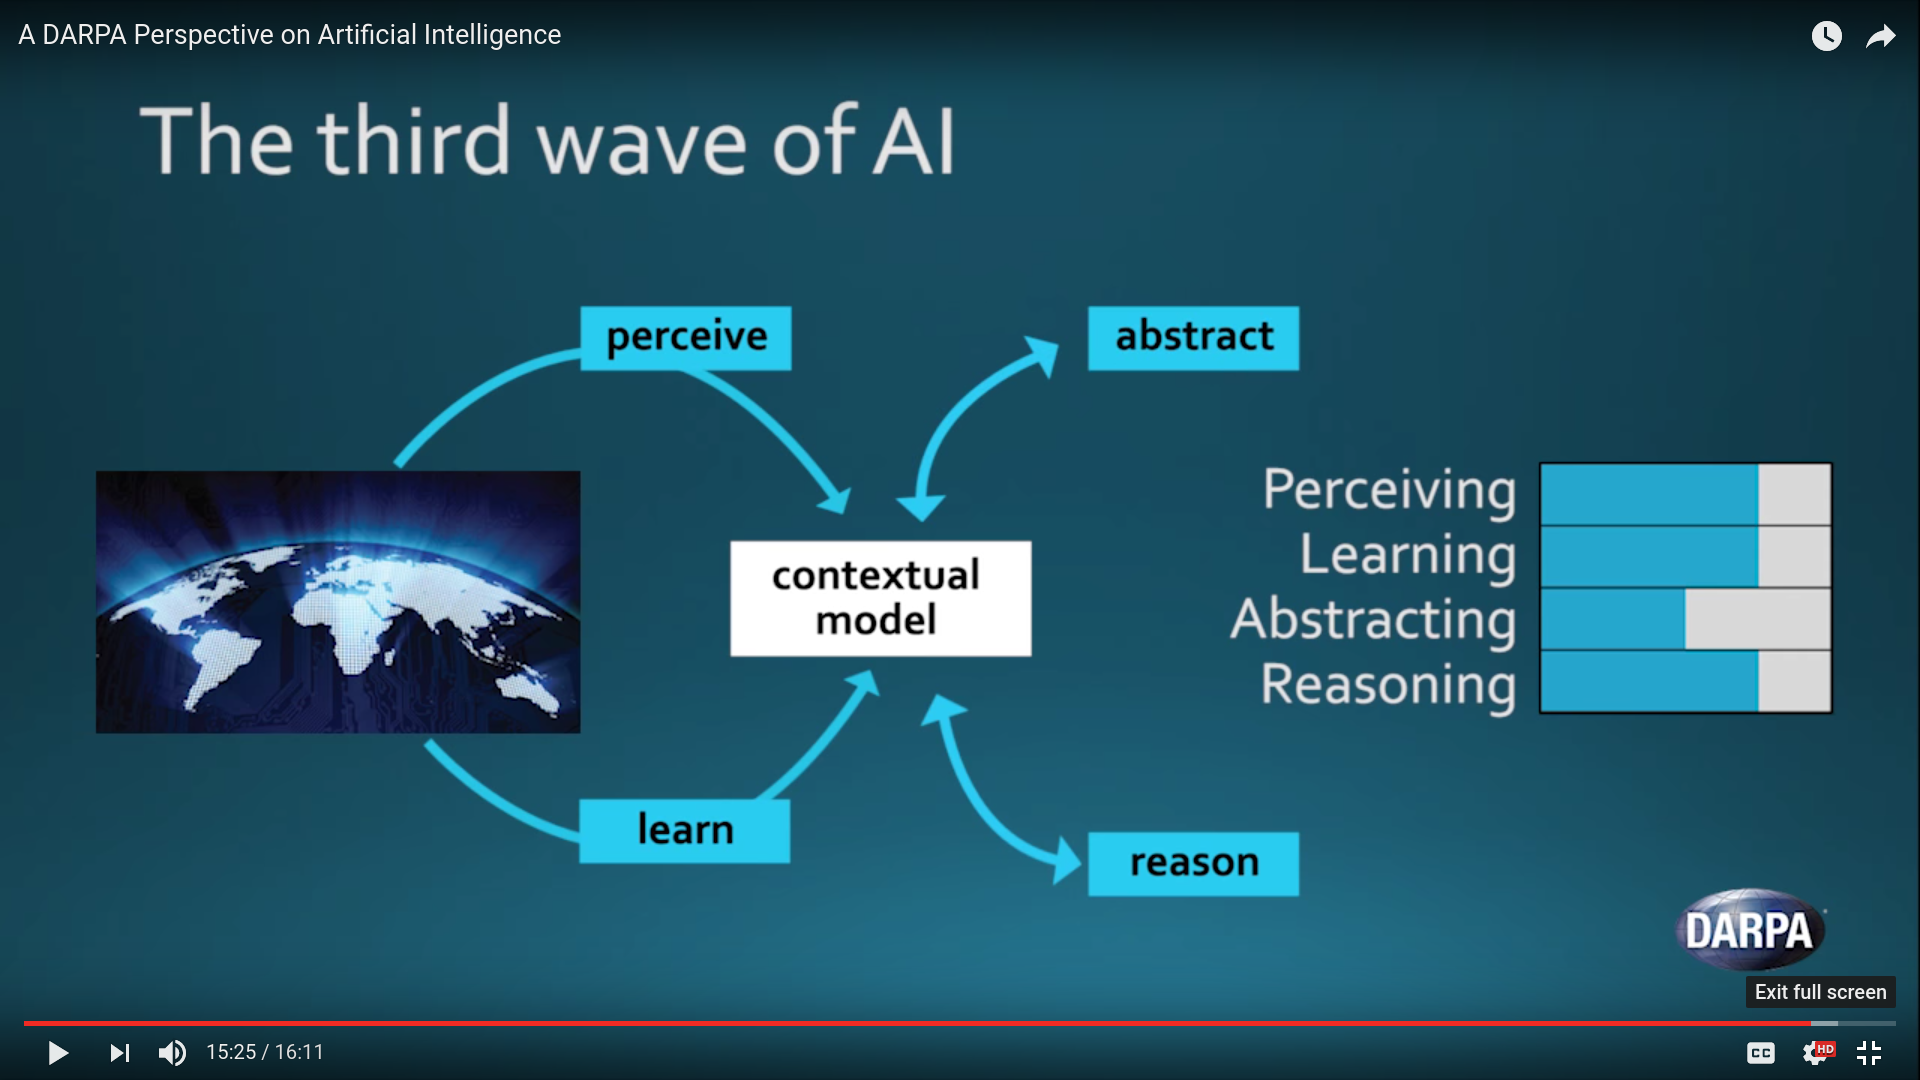 A DARPA Perspective on Artificial Intelligence
The third wave of AI
perceive
abstract
contextual
model
learn
reason
Perceiving
Learning
Abstracting
Reasoning
DARPA
Exit full screen
15:25 / 16:11
CC
HD